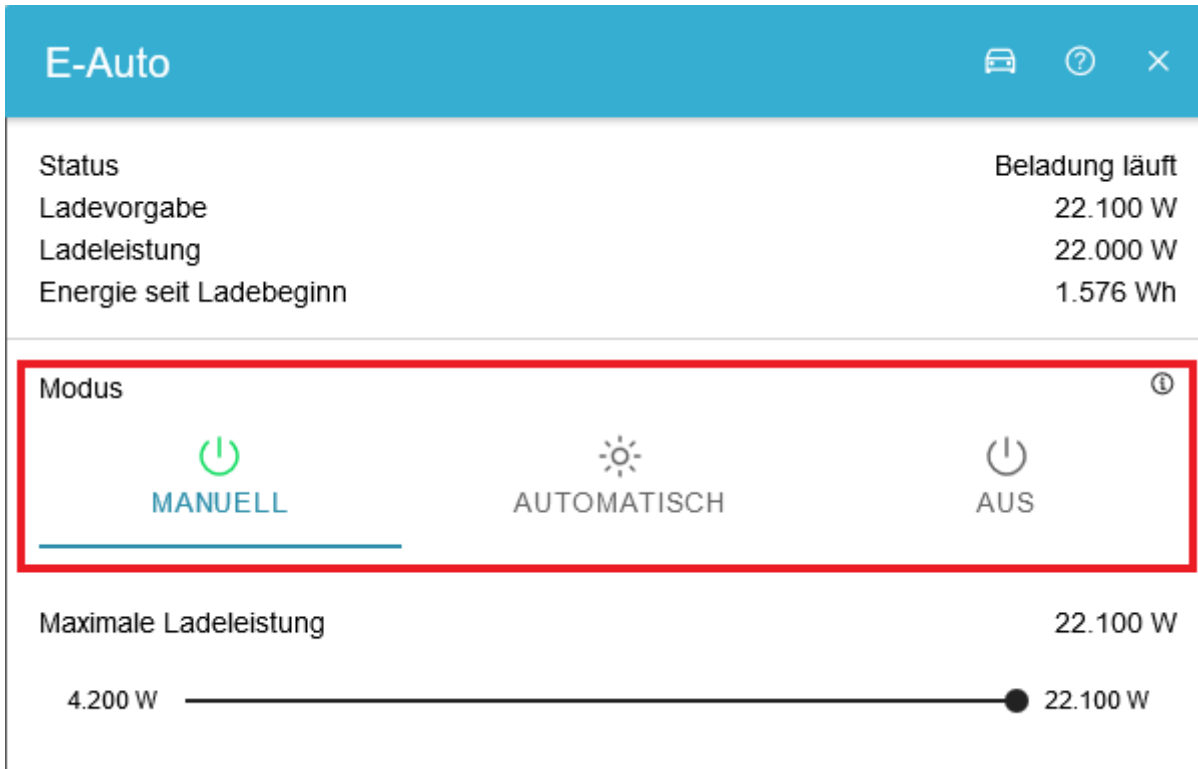 E-Auto
Status Beladung läuft
Ladevorgabe 22.100 W
Ladeleistung 22.000 W
Energie seit Ladebeginn 1.576 Wh
Modus
MANUELL AUTOMATISCH AUS
Maximale Ladeleistung 22.100 W
4.200 W 22.100 W